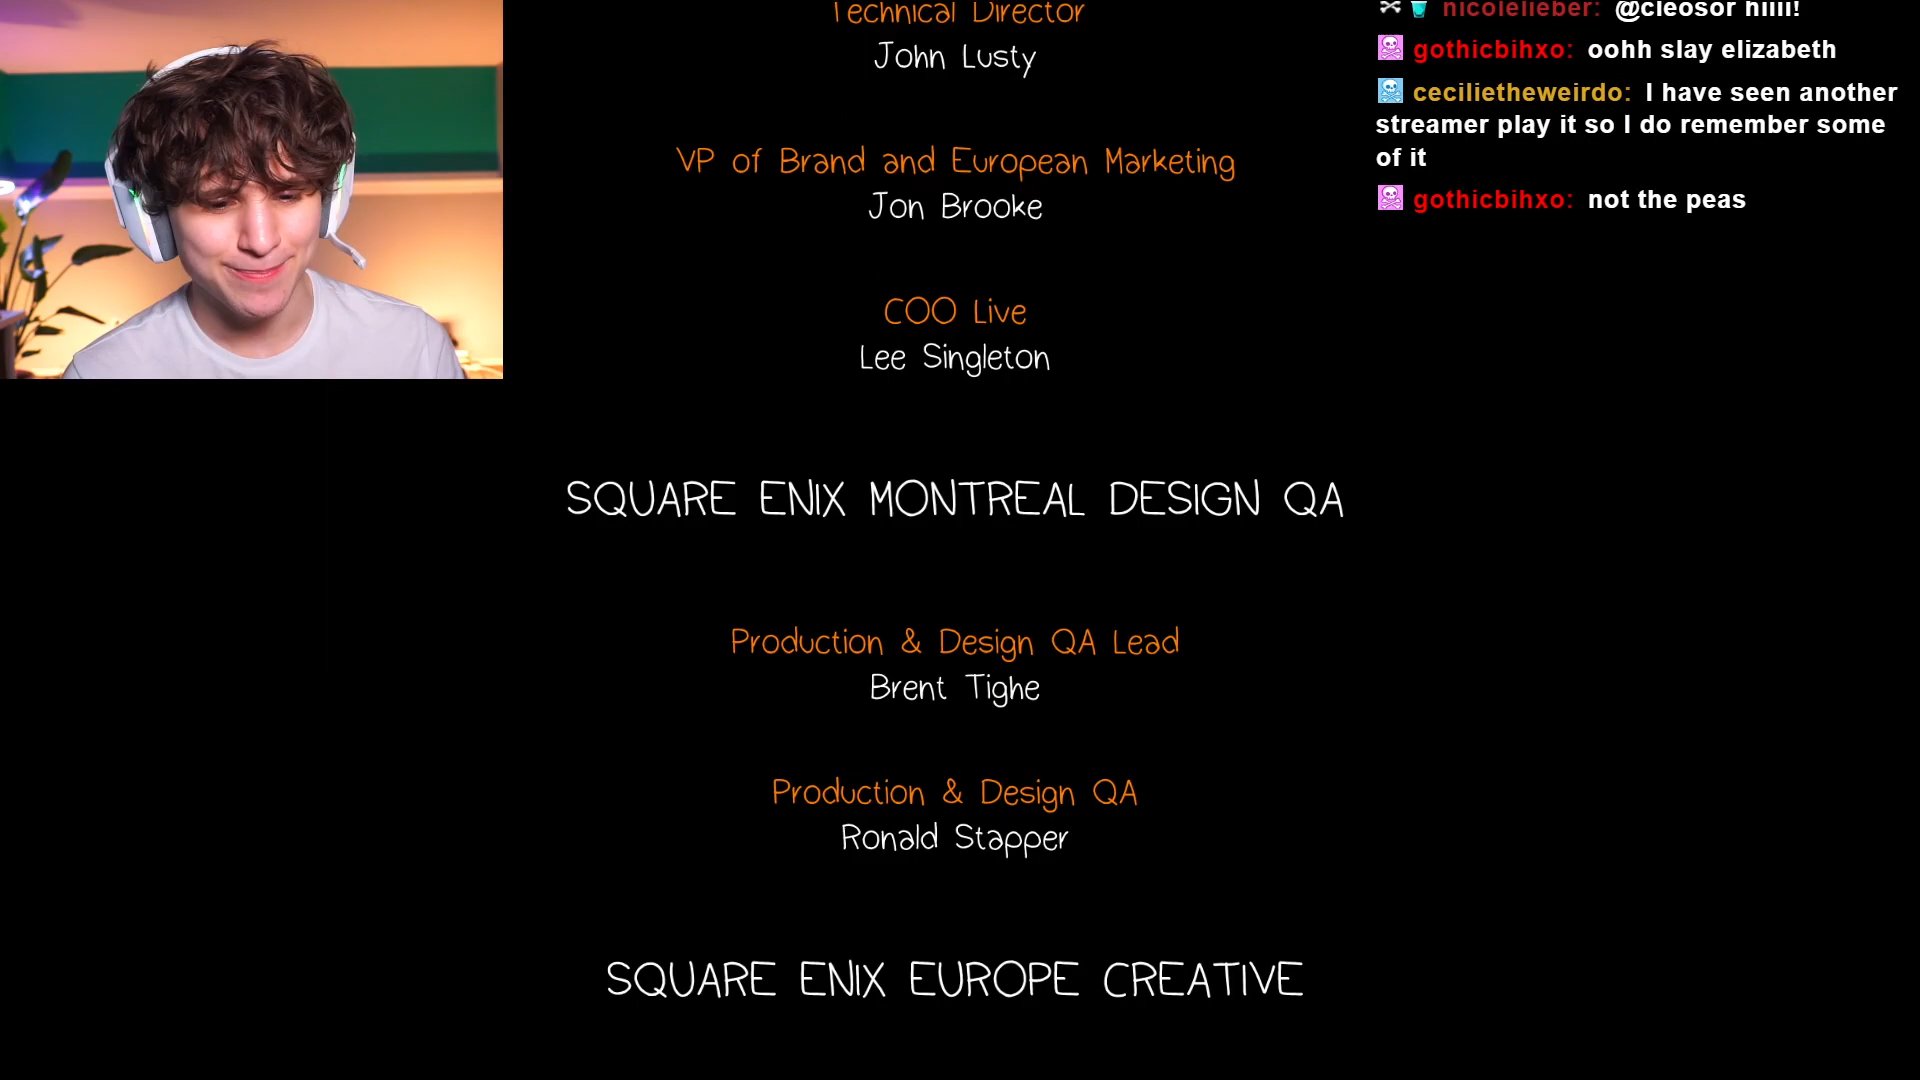 Technical Director
John Lusty
VP of Brand and European Marketing
Jon Brooke
COO Live
Lee Singleton
SQUARE ENIX MONTREAL DESIGN QA
Production & Design QA Lead
Brent Tighe
Production & Design QA
Ronald Stapper
SQUARE ENIX EUROPE CREATIVE
nicolelieber: @cleosor hiiii!
gothicbihxo: oohh slay elizabeth
cecilietheweirdo: I have seen another
streamer play it so I do remember some
of it
gothicbihxo: not the peas